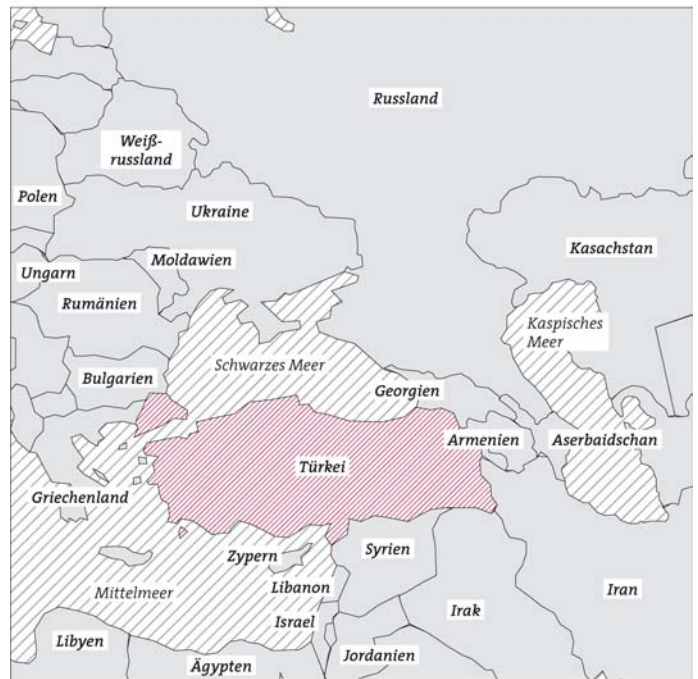 Russland
Weiß-
russland
Polen
Ukraine
Kasachstan
Moldawien
Ungarn
Rumänien
Kaspisches
Meer
Schwarzes Meer
Bulgarien
Georgien
Armenien
Aserbaidschan
Türkei
Griechenland
Zypern
Syrien
Mittelmeer
Libanon
Iran
Irak
Israel
Libyen
Jordanien
Ägypten